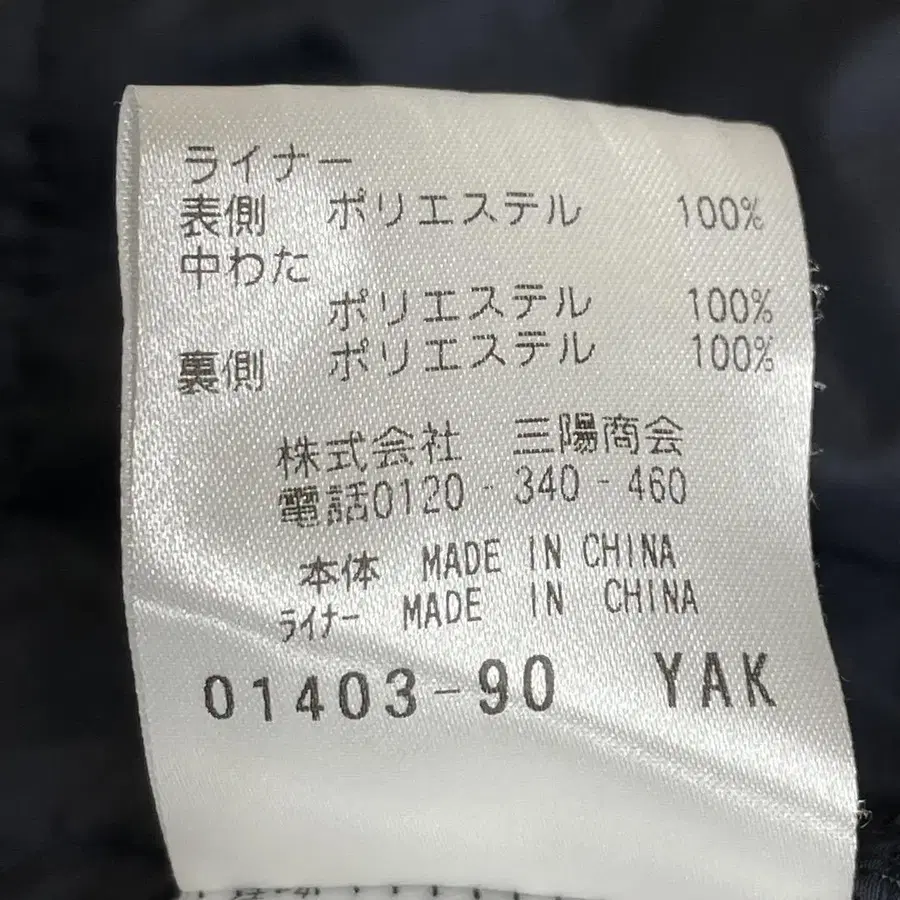 ライナー
表側 ポリエステル 100%
中わた
ポリエステル 100%
裏側 ポリエステル 100%
株式会社 三陽商会
電話0120-340-460
本体 MADE IN CHINA
ライナー MADE IN CHINA
01403-90 YAK